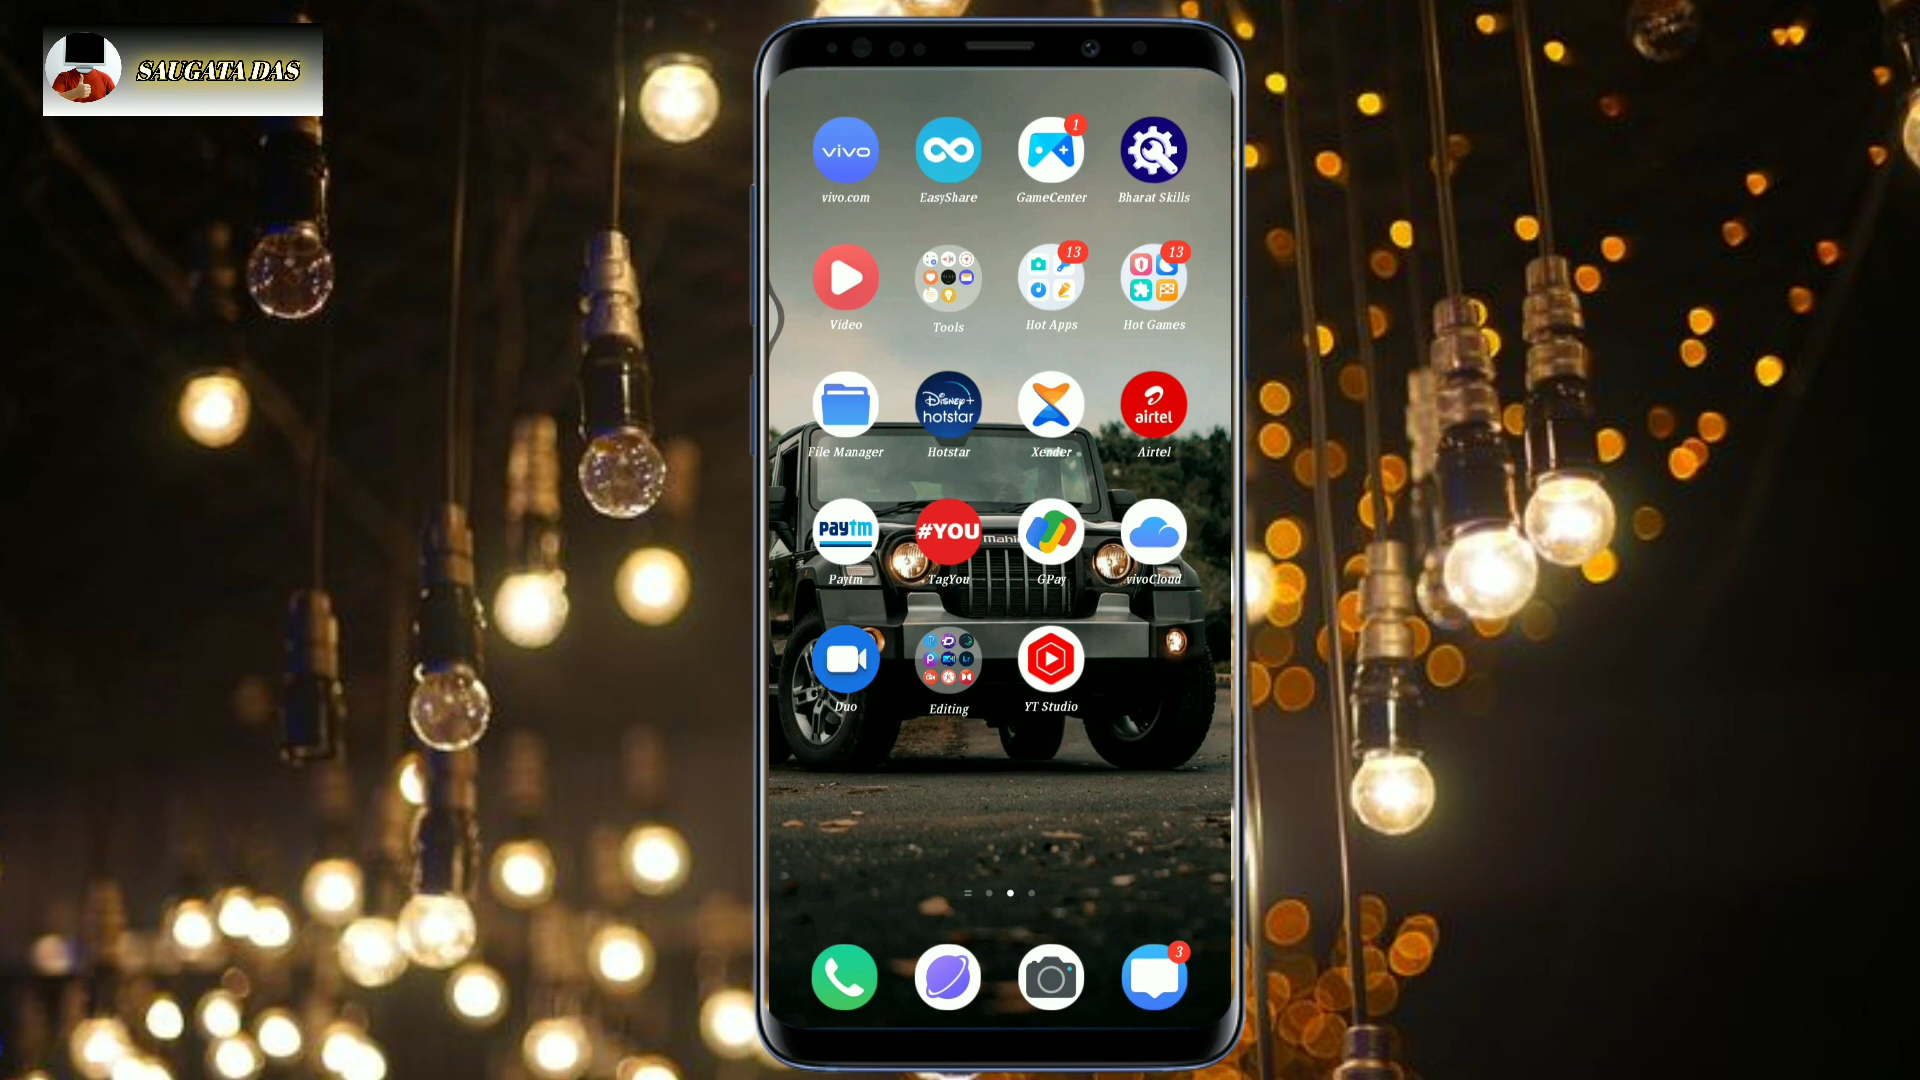 SAUGATA DAS
vivo
1
vivo.com
EasyShare
GameCenter
Bharat Skills
13
13
Video
Tools
Hot Apps
Hot Games
Disney+
hotstar
airtel
File Manager
Hotstar
Xender
Airtel
paytm
#YOU
Mahi
Paytm
TagYou
GPay
vivoCloud
Duo
Editing
YT Studio
3